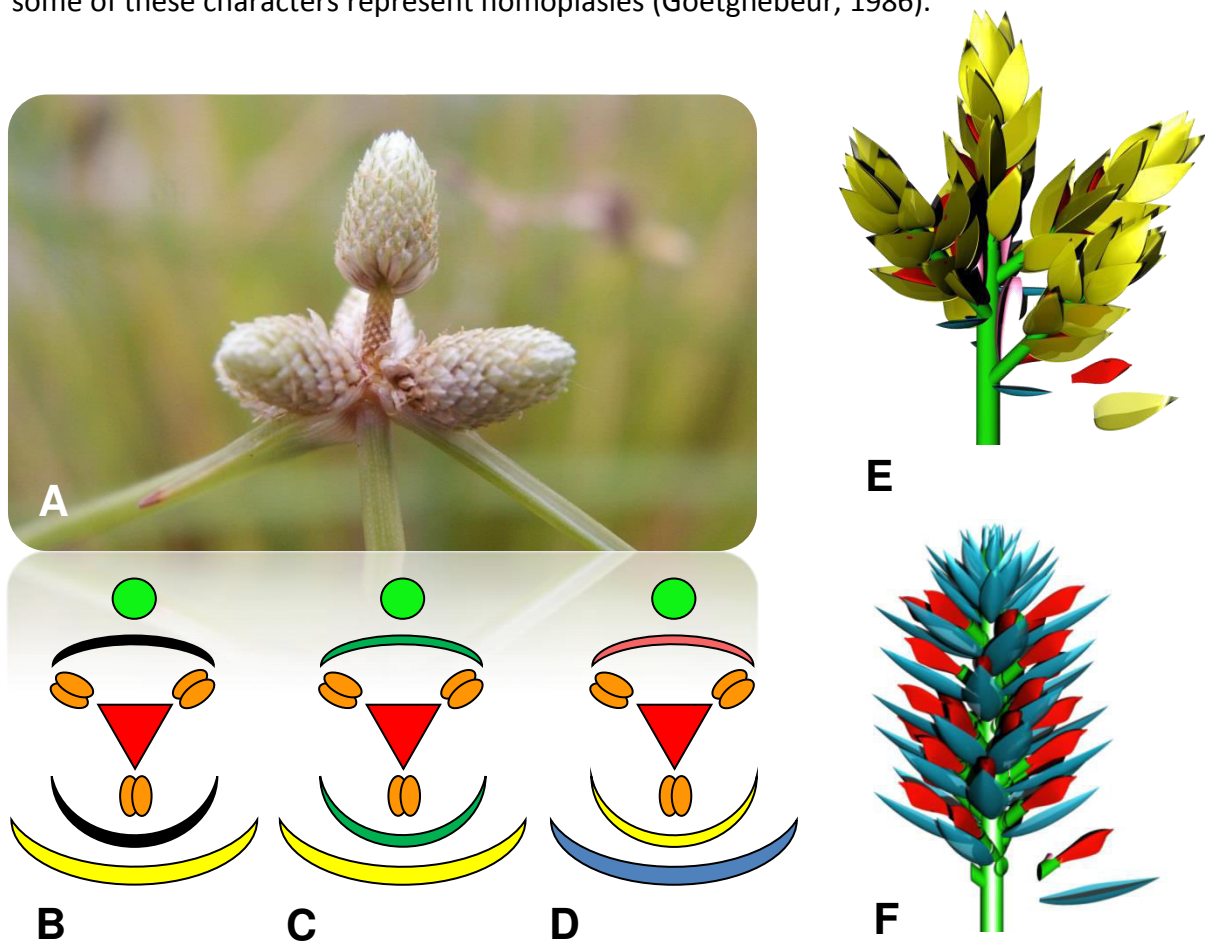 some of these characters represent homoplasies (Goetghebeur, 1986).
A
E
B
C
D
F